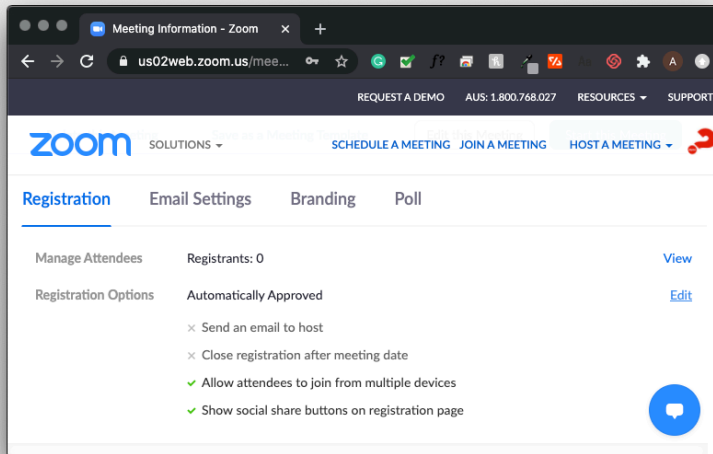 Meeting Information - Zoom
us02web.zoom.us/mee...
A
REQUEST A DEMO AUS: 1.800.768.027 RESOURCES SUPPORT
zoom SOLUTIONS SCHEDULE A MEETING JOIN A MEETING HOST A MEETING
Registration Email Settings Branding Poll
Manage Attendees Registrants: 0 View
Registration Options Automatically Approved Edit
Send an email to host
Close registration after meeting date
Allow attendees to join from multiple devices
Show social share buttons on registration page